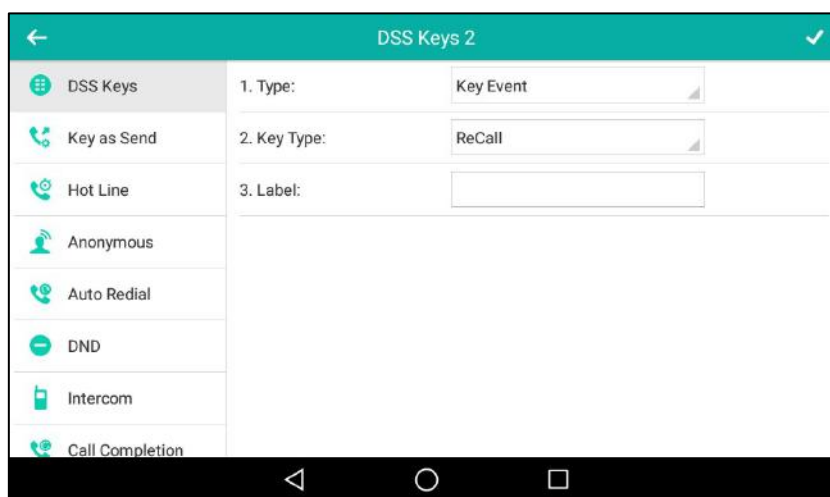 DSS Keys 2
DSS Keys
1. Type:
Key Event
Key as Send
2. Key Type:
ReCall
Hot Line
3. Label:
Anonymous
Auto Redial
DND
Intercom
Call Completion